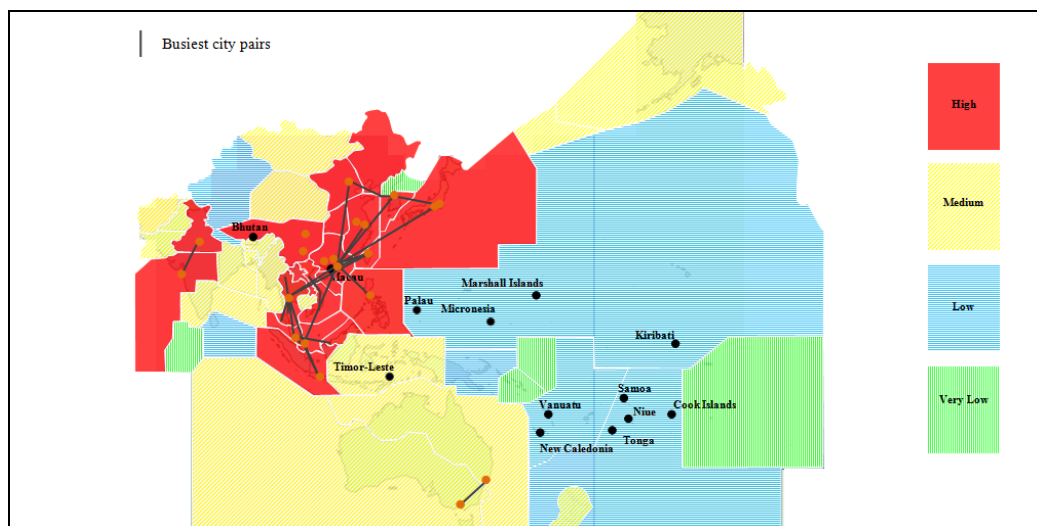 Busiest city pairs
High
Medium
Bhutan
Macau
Marshall Islands
Palau
Micronesia
Low
Kiribati
Timor-Leste
Samoa
Vanuatu
Niue
Cook Islands
Very Low
Tonga
New Caledonia